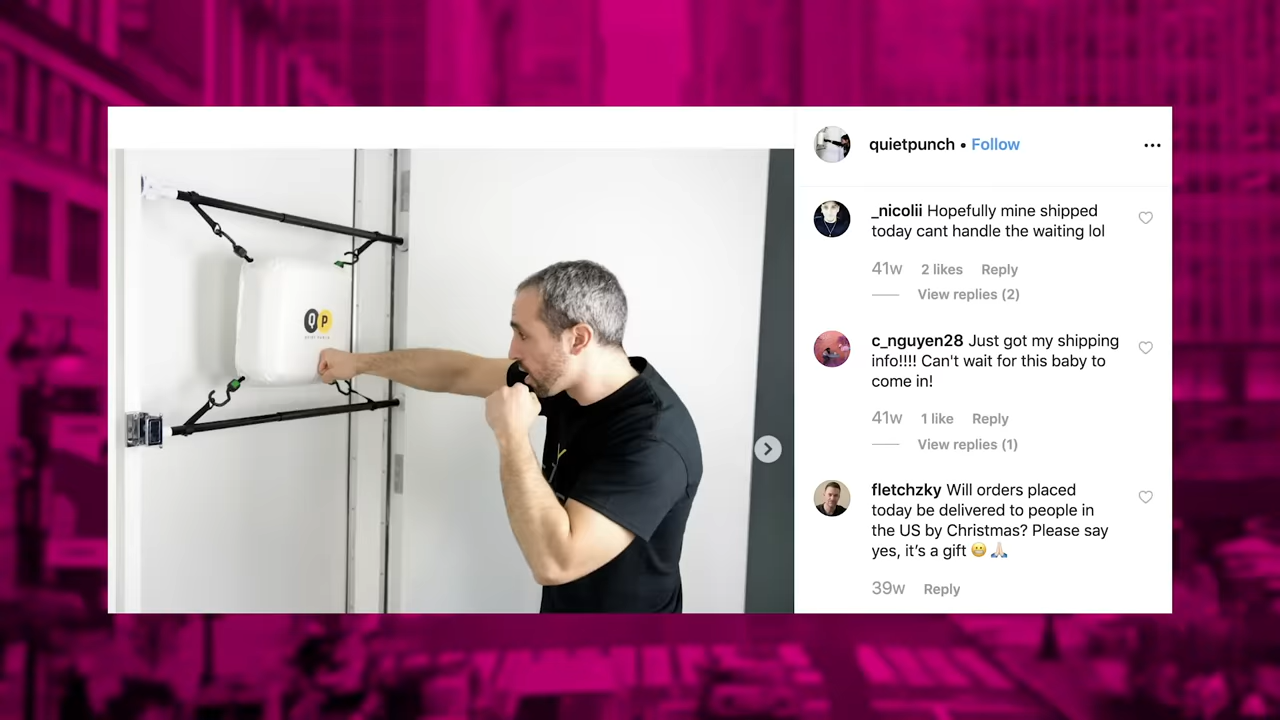 quietpunch • Follow
_nicolii Hopefully mine shipped
today cant handle the waiting lol
41w 2 likes Reply
View replies (2)
c_nguyen28 Just got my shipping
info!!!! Can't wait for this baby to
come in!
41w 1 like Reply
View replies (1)
fletchzky Will orders placed
today be delivered to people in
the US by Christmas? Please say
yes, it’s a gift 😀 🙏🏻
39w Reply
QP